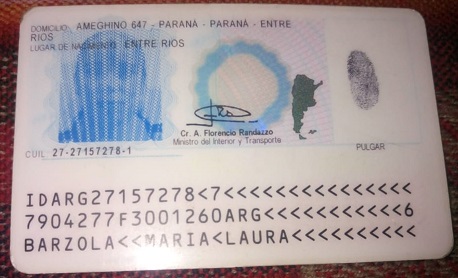 DOMICILIO: AMEGHINO 647 - PARANÁ - PARANÁ - ENTRE
RIOS
LUGAR DE NACIMIENTO: ENTRE RIOS
Cr. A. Florencio Randazzo
Ministro del Interior y Transporte
CUIL: 27-27157278-1
PULGAR
IDARG27157278<7<<<<<<<<<<<<<<<
7904277F3001260ARG<<<<<<<<<<<6
BARZOLA<<MARIA<LAURA<<<<<<<<<<